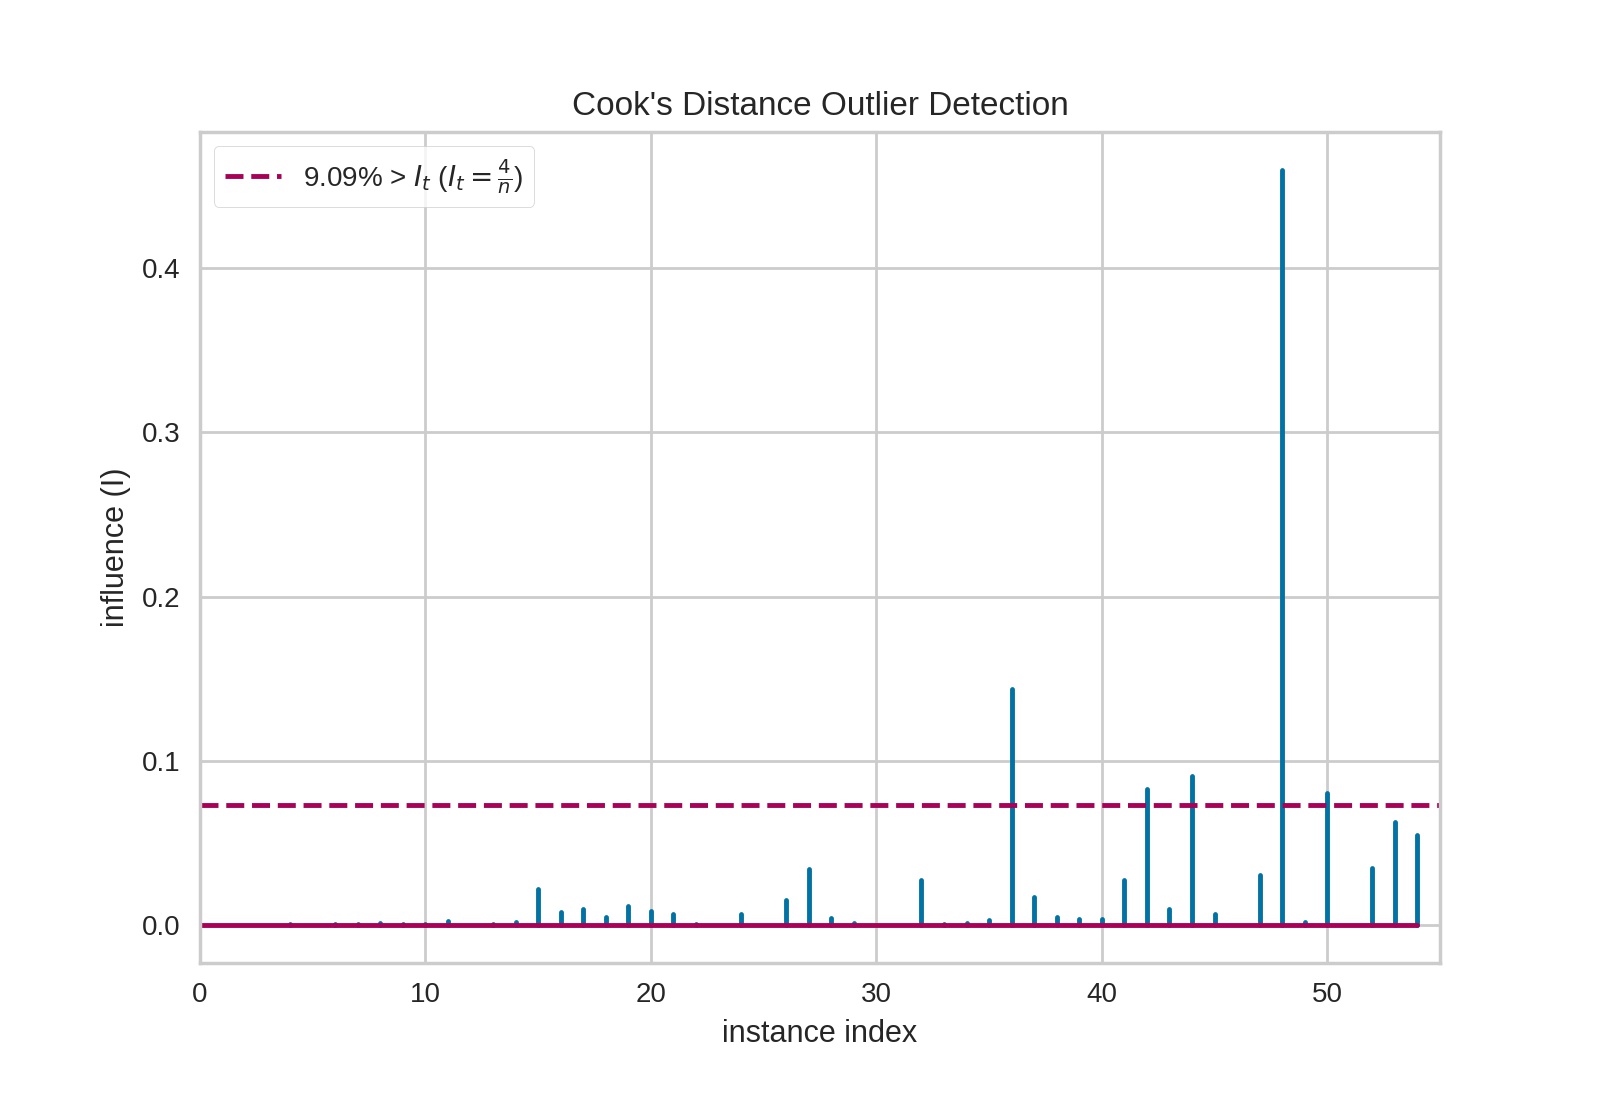 Cook's Distance Outlier Detection
9.09% > I_t (I_t = 4/n)
influence (I)
0.4
0.3
0.2
0.1
0.0
0 10 20 30 40 50
instance index